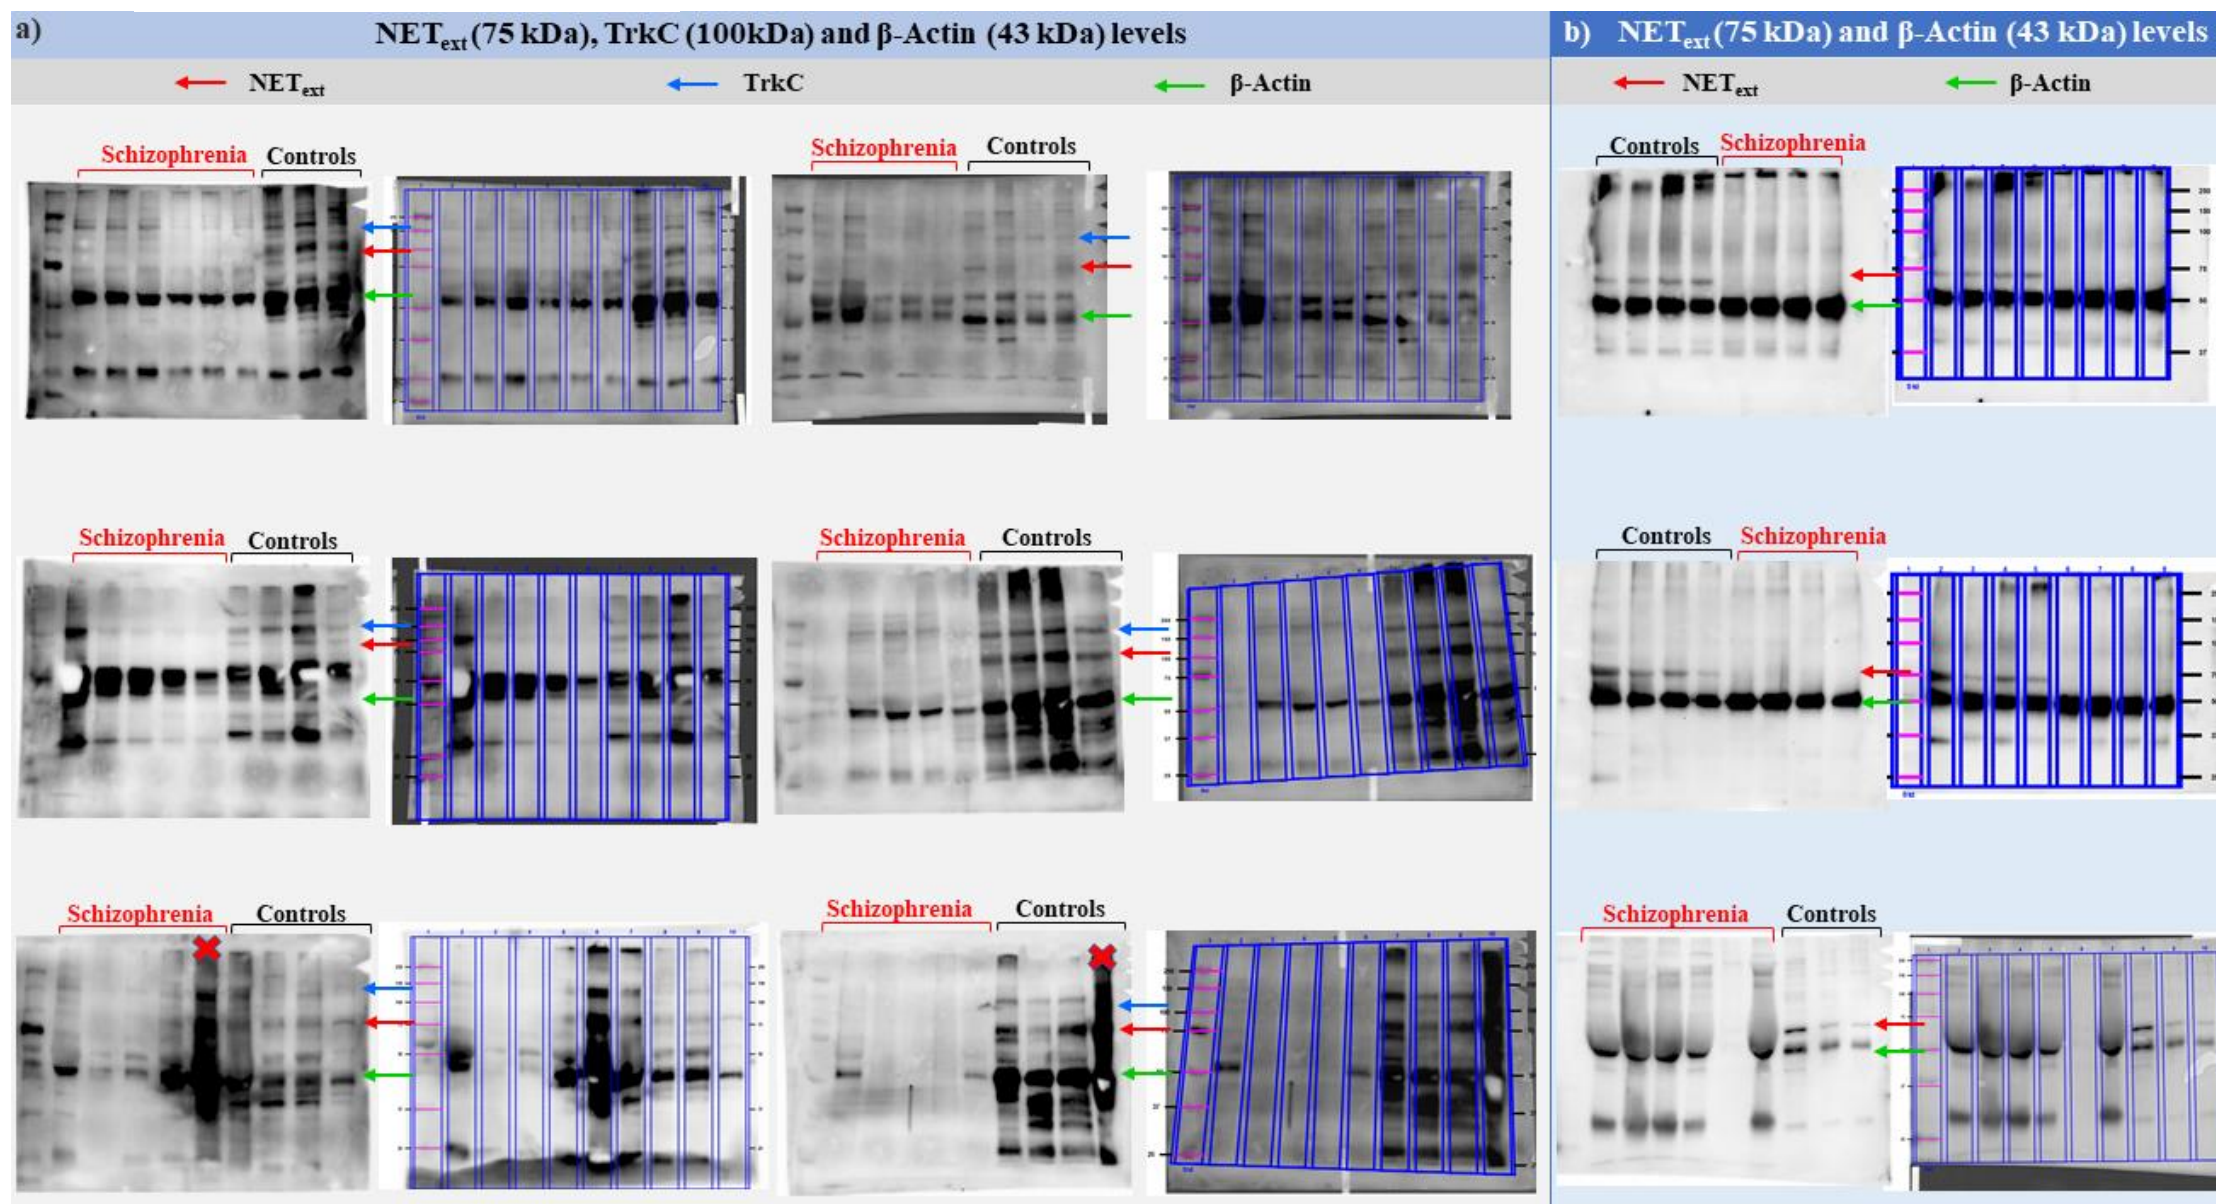 a) NEText (75 kDa), TrkC (100kDa) and β-Actin (43 kDa) levels
NEText TrkC β-Actin
b) NEText (75 kDa) and β-Actin (43 kDa) levels
NEText β-Actin
Schizophrenia Controls
Schizophrenia Controls
Controls Schizophrenia
Schizophrenia Controls
Schizophrenia Controls
Controls Schizophrenia
Schizophrenia Controls
Schizophrenia Controls
Schizophrenia Controls